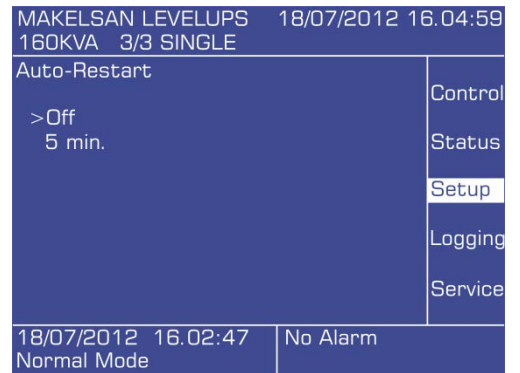 MAKELSAN LEVELUPS 18/07/2012 16.04:59
160KVA 3/3 SINGLE
Auto-Restart
>Off
5 min.
Control
Status
Setup
Logging
Service
18/07/2012 16.02:47
Normal Mode
No Alarm